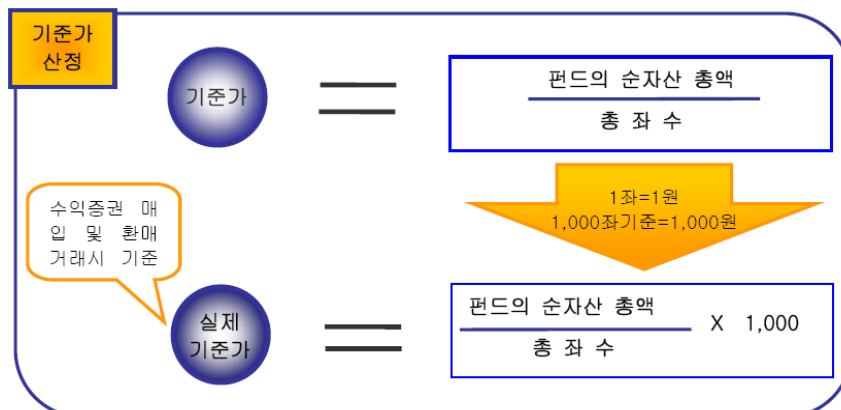 기준가
산정
기준가
펀드의 순자산 총액
총 좌 수
1좌=1원
1,000좌기준=1,000원
수익증권 매
입 및 환매
거래시 기준
실제
기준가
펀드의 순자산 총액
총 좌 수
X 1,000